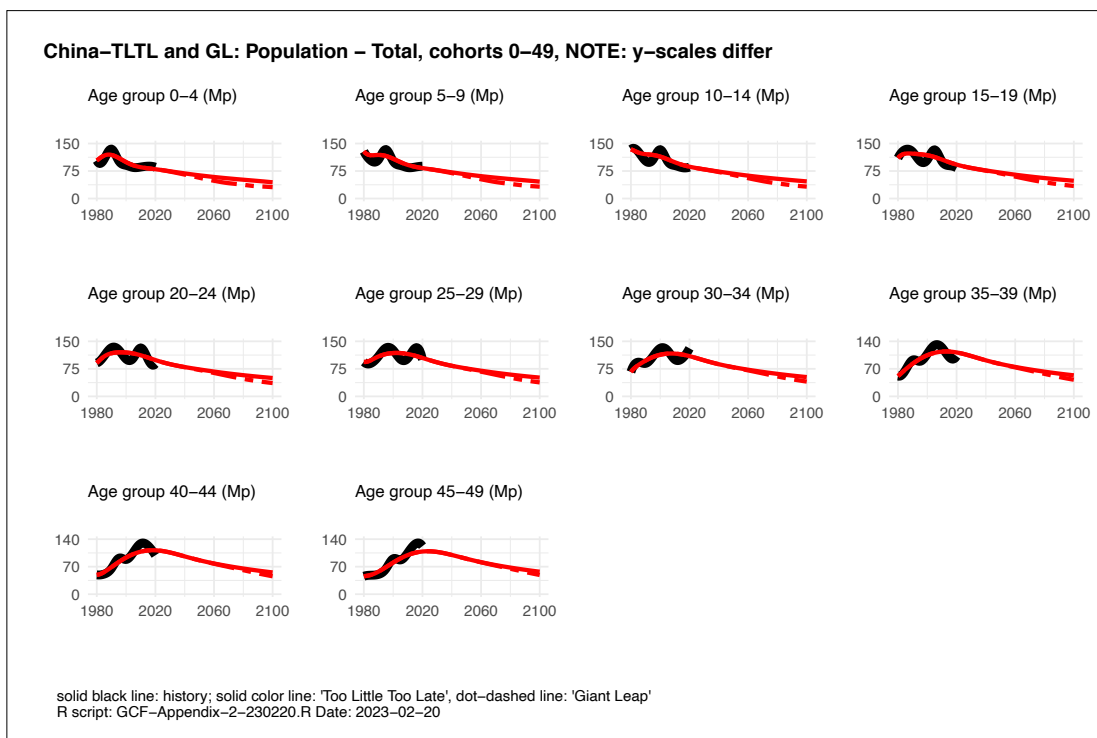 China−TLTL and GL: Population − Total, cohorts 0−49, NOTE: y−scales differ
Age group 0−4 (Mp)
150
75
0
1980 2020 2060 2100
Age group 5−9 (Mp)
150
75
0
1980 2020 2060 2100
Age group 10−14 (Mp)
150
75
0
1980 2020 2060 2100
Age group 15−19 (Mp)
150
75
0
1980 2020 2060 2100
Age group 20−24 (Mp)
150
75
0
1980 2020 2060 2100
Age group 25−29 (Mp)
150
75
0
1980 2020 2060 2100
Age group 30−34 (Mp)
150
75
0
1980 2020 2060 2100
Age group 35−39 (Mp)
140
70
0
1980 2020 2060 2100
Age group 40−44 (Mp)
140
70
0
1980 2020 2060 2100
Age group 45−49 (Mp)
140
70
0
1980 2020 2060 2100
solid black line: history; solid color line: 'Too Little Too Late', dot−dashed line: 'Giant Leap'
R script: GCF−Appendix−2−230220.R Date: 2023−02−20